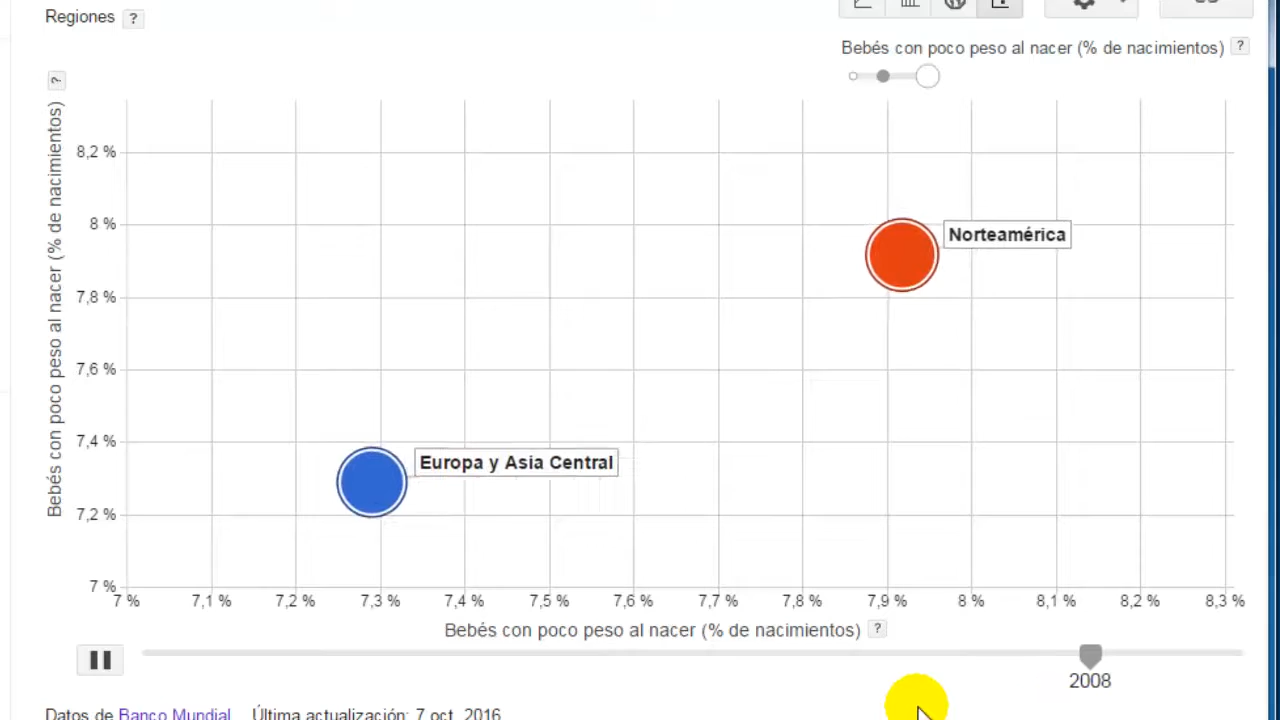 Regiones ?
Bebés con poco peso al nacer (% de nacimientos) ?
Bebés con poco peso al nacer (% de nacimientos) ?
8,2 %
8 %
7,8 %
7,6 %
7,4 %
7,2 %
7 %
Norteamérica
Europa y Asia Central
7 % 7,1 % 7,2 % 7,3 % 7,4 % 7,5 % 7,6 % 7,7 % 7,8 % 7,9 % 8 % 8,1 % 8,2 % 8,3 %
Bebés con poco peso al nacer (% de nacimientos) ?
2008
Datos de Banco Mundial Última actualización: 7 oct. 2016